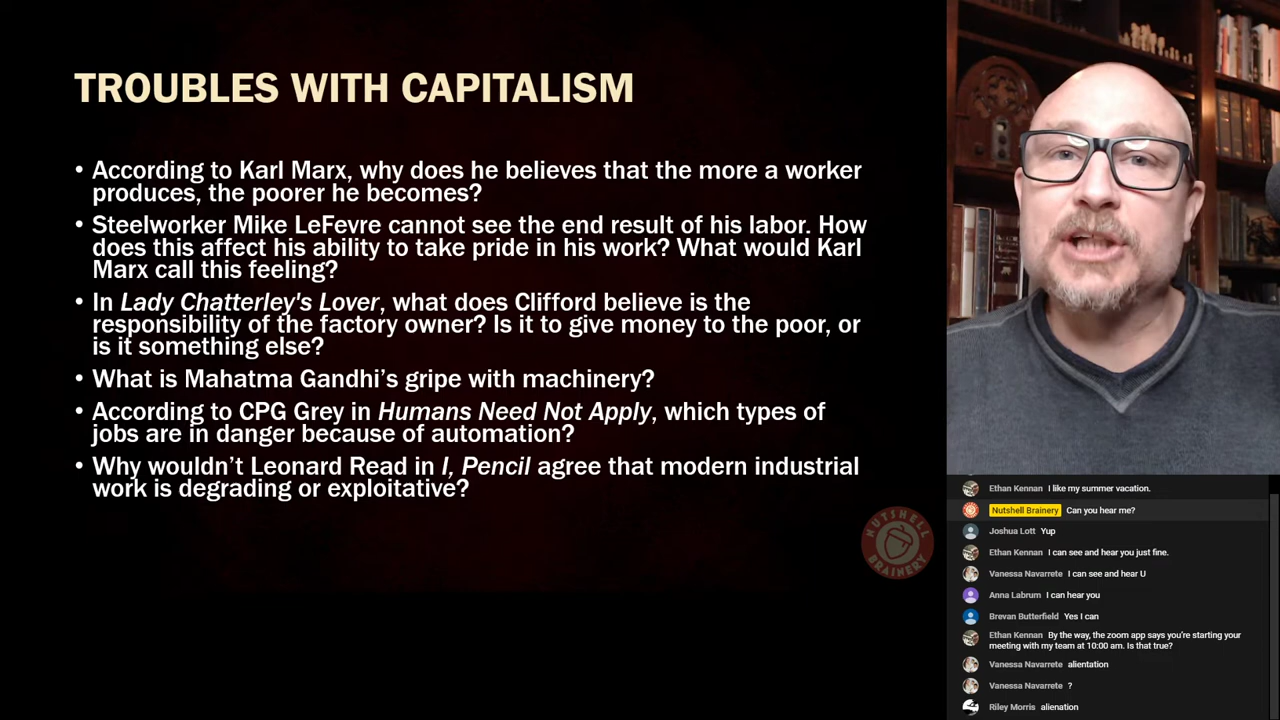 TROUBLES WITH CAPITALISM
• According to Karl Marx, why does he believes that the more a worker
produces, the poorer he becomes?
• Steelworker Mike LeFevre cannot see the end result of his labor. How
does this affect his ability to take pride in his work? What would Karl
Marx call this feeling?
• In Lady Chatterley's Lover, what does Clifford believe is the
responsibility of the factory owner? Is it to give money to the poor, or
is it something else?
• What is Mahatma Gandhi’s gripe with machinery?
• According to CPG Grey in Humans Need Not Apply, which types of
jobs are in danger because of automation?
• Why wouldn’t Leonard Read in I, Pencil agree that modern industrial
work is degrading or exploitative?
NUTSHELL
BRAINERY
Ethan Kennan I like my summer vacation.
Nutshell Brainery Can you hear me?
Joshua Lott Yup
Ethan Kennan I can see and hear you just fine.
Vanessa Navarrete I can see and hear U
Anna Labrum I can hear you
Brevan Butterfield Yes I can
Ethan Kennan By the way, the zoom app says you're starting your
meeting with my team at 10:00 am. Is that true?
Vanessa Navarrete alientation
Vanessa Navarrete ?
Riley Morris alienation